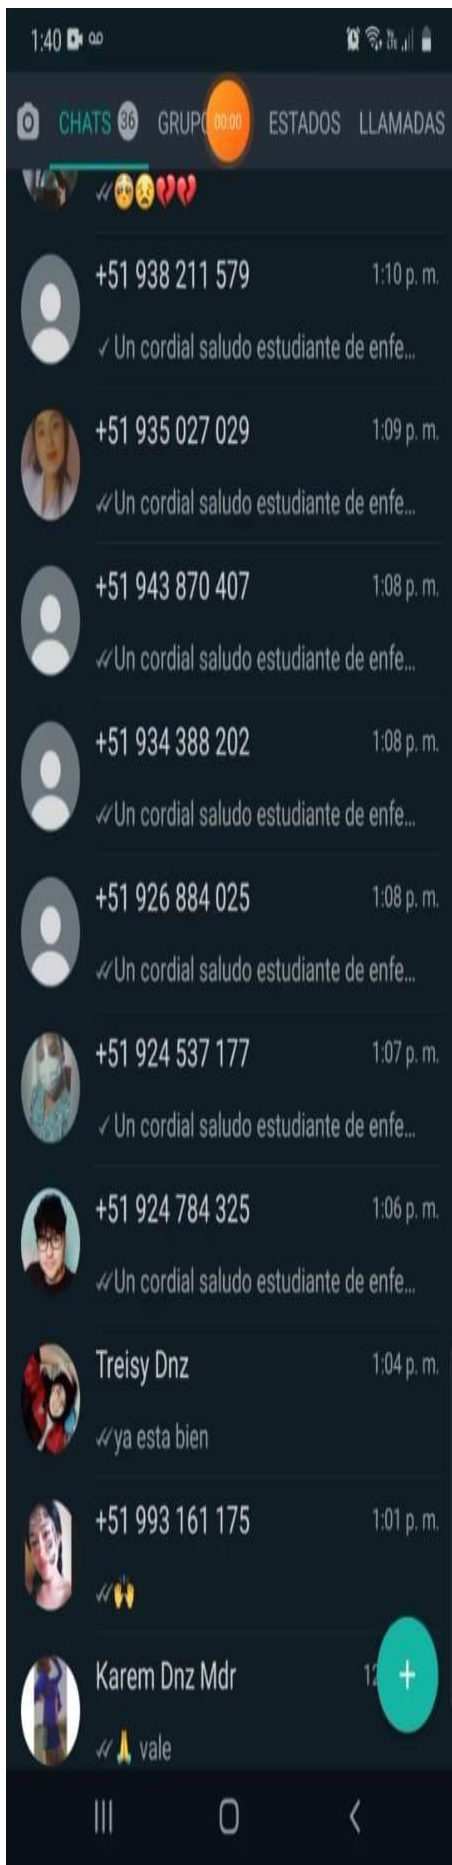 1:40
CHATS 36 GRUPO 00:00 ESTADOS LLAMADAS
+51 938 211 579 1:10 p. m.
Un cordial saludo estudiante de enfe...
+51 935 027 029 1:09 p. m.
Un cordial saludo estudiante de enfe...
+51 943 870 407 1:08 p. m.
Un cordial saludo estudiante de enfe...
+51 934 388 202 1:08 p. m.
Un cordial saludo estudiante de enfe...
+51 926 884 025 1:08 p. m.
Un cordial saludo estudiante de enfe...
+51 924 537 177 1:07 p. m.
Un cordial saludo estudiante de enfe...
+51 924 784 325 1:06 p. m.
Un cordial saludo estudiante de enfe...
Treisy Dnz 1:04 p. m.
ya esta bien
+51 993 161 175 1:01 p. m.
🙌
Karem Dnz Mdr
🙏 vale